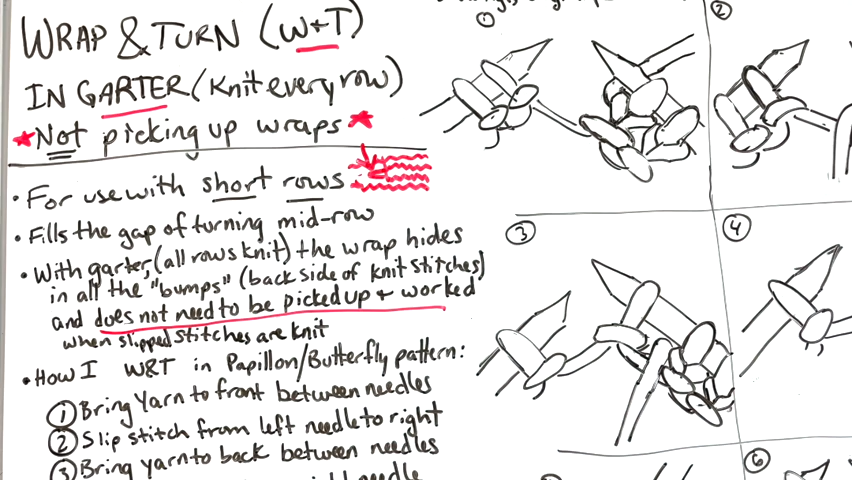 WRAP & TURN (W+T)
IN GARTER (Knit every row)
*Not picking up wraps*
• For use with short rows
• Fills the gap of turning mid-row
• With garter, (all rows knit) the wrap hides
in all the "bumps" (back side of knit stitches)
and does not need to be picked up + worked
when slipped stitches are knit
• How I W&T in Papillon/Butterfly pattern:
① Bring yarn to front between needles
② Slip stitch from left needle to right
③ Bring yarn to back between needles
needle
①
②
③
④
⑥